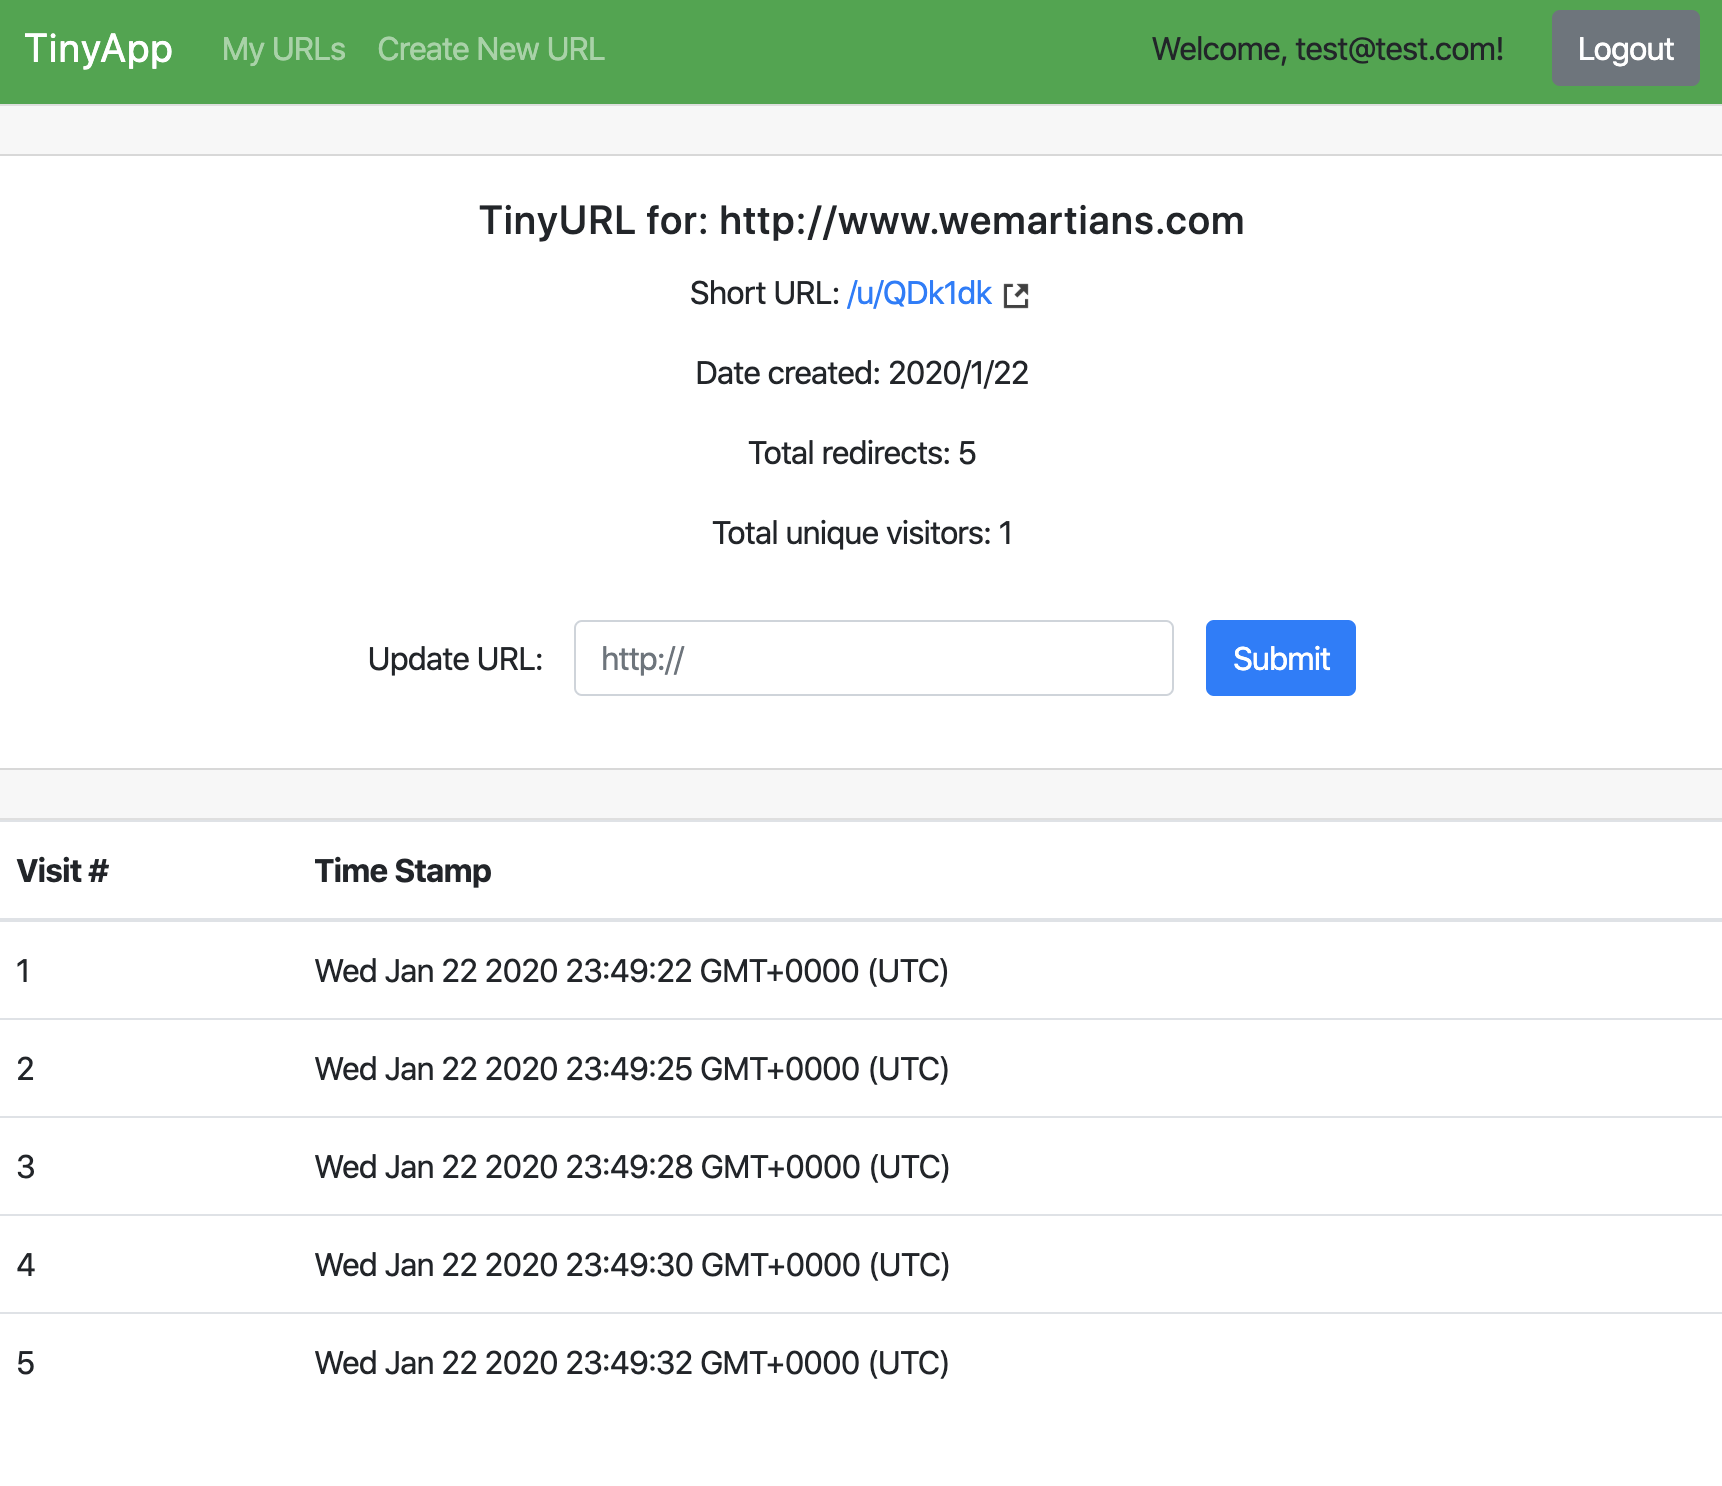 TinyApp My URLs Create New URL Welcome, test@test.com! Logout
TinyURL for: http://www.wemartians.com
Short URL: /u/QDk1dk
Date created: 2020/1/22
Total redirects: 5
Total unique visitors: 1
Update URL: http:// Submit
Visit # Time Stamp
1 Wed Jan 22 2020 23:49:22 GMT+0000 (UTC)
2 Wed Jan 22 2020 23:49:25 GMT+0000 (UTC)
3 Wed Jan 22 2020 23:49:28 GMT+0000 (UTC)
4 Wed Jan 22 2020 23:49:30 GMT+0000 (UTC)
5 Wed Jan 22 2020 23:49:32 GMT+0000 (UTC)